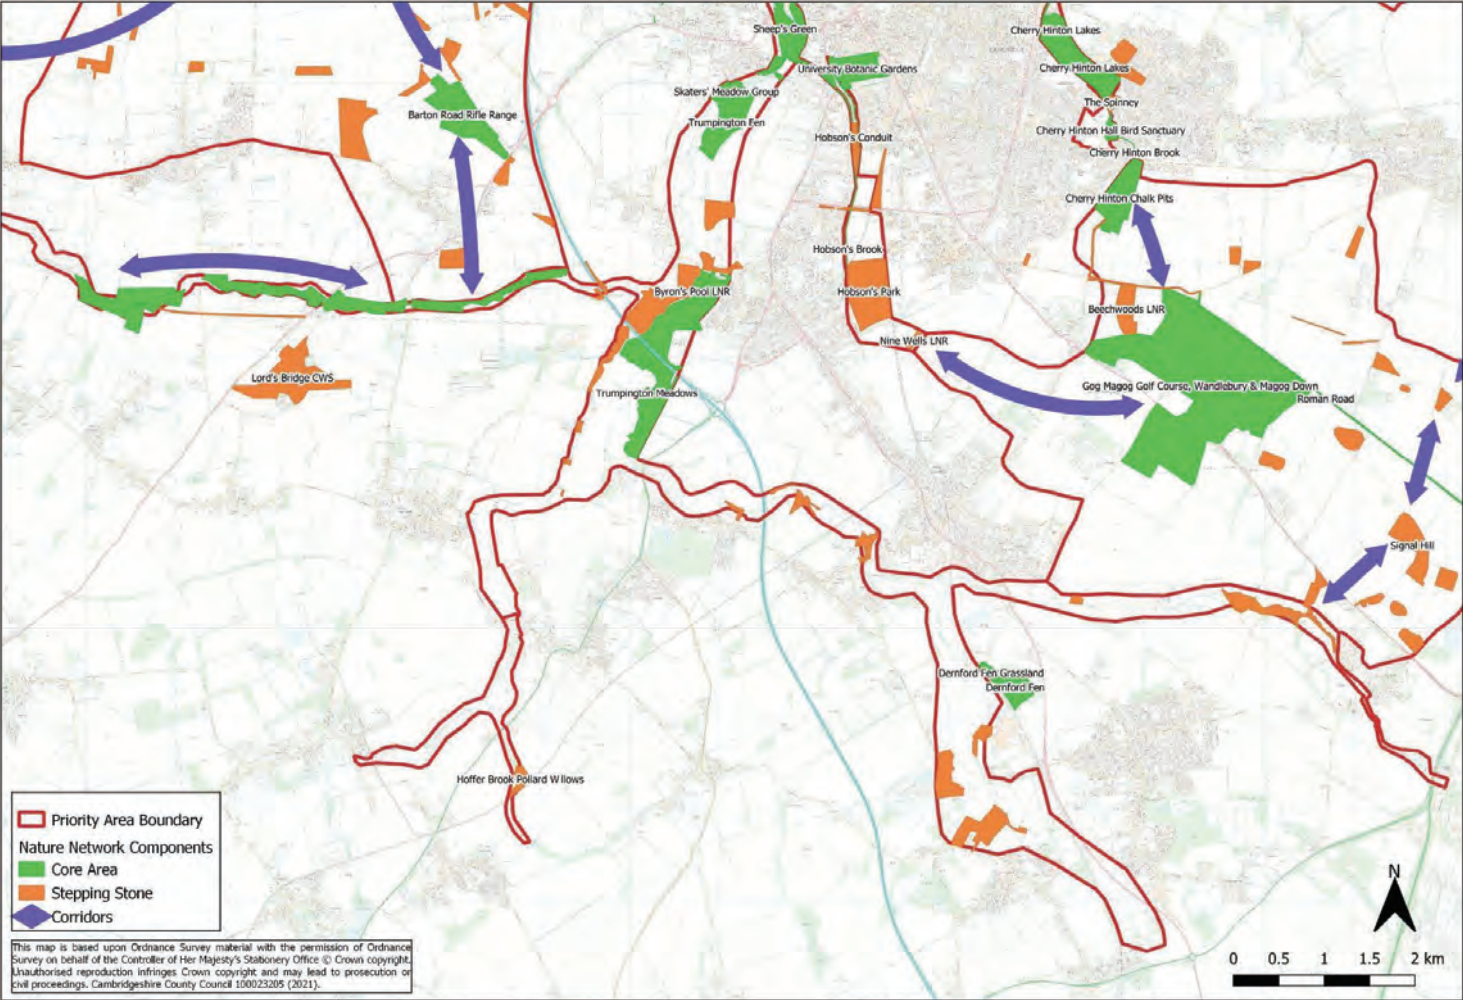 Sheep's Green
Cherry Hinton Lakes
University Botanic Gardens
Cherry Hinton Lakes
Skaters' Meadow Group
The Spinney
Barton Road Rifle Range
Trumpington Fen
Cherry Hinton Hall Bird Sanctuary
Hobson's Conduit
Cherry Hinton Brook
Cherry Hinton Chalk Pits
Hobson's Brook
Byron's Pool LNR
Hobson's Park
Beechwoods LNR
Nine Wells LNR
Lord's Bridge CWS
Gog Magog Golf Course, Wandlebury & Magog Down
Trumpington Meadows
Roman Road
Signal Hill
Dernford Fen Grassland
Dernford Fen
Hoffer Brook Pollard Willows
Priority Area Boundary
Nature Network Components
Core Area
Stepping Stone
Corridors
This map is based upon Ordnance Survey material with the permission of Ordnance
Survey on behalf of the Controller of Her Majesty's Stationery Office © Crown copyright.
Unauthorised reproduction infringes Crown copyright and may lead to prosecution or
civil proceedings. Cambridgeshire County Council 100023205 (2021).
N
0 0.5 1 1.5 2 km